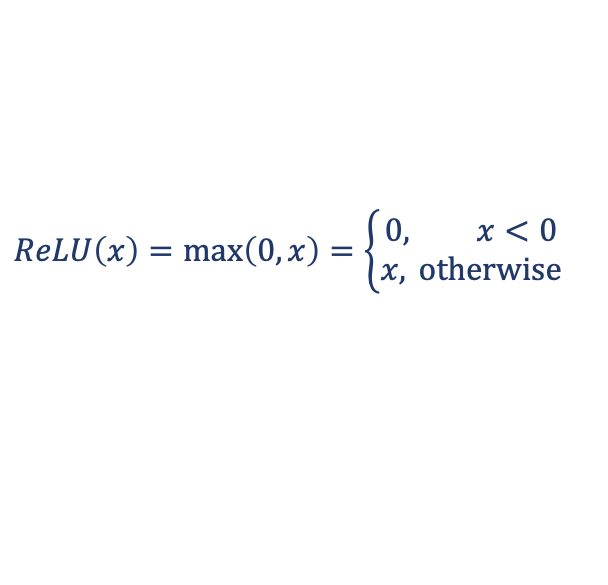 ReLU(x) = max(0, x) = { 0, x < 0
x, otherwise